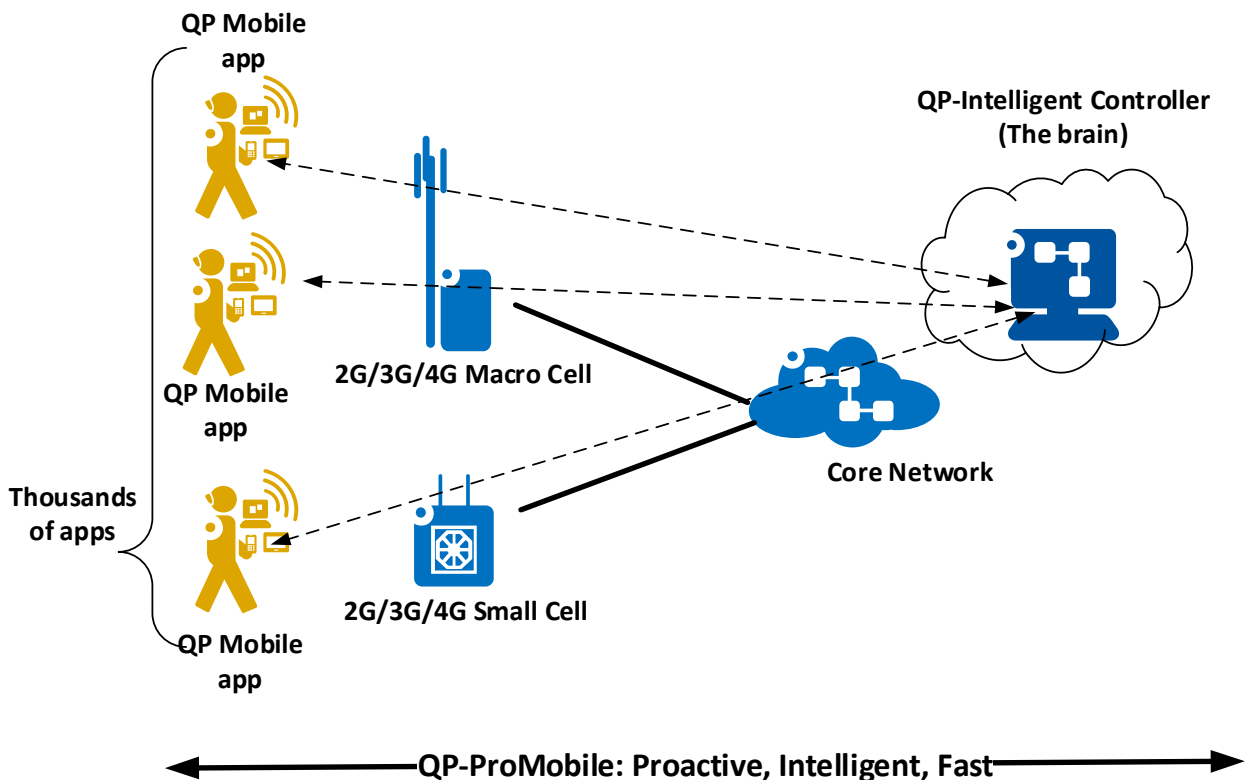 QP Mobile
app
QP-Intelligent Controller
(The brain)
2G/3G/4G Macro Cell
QP Mobile
app
Core Network
Thousands
of apps
2G/3G/4G Small Cell
QP Mobile
app
QP-ProMobile: Proactive, Intelligent, Fast